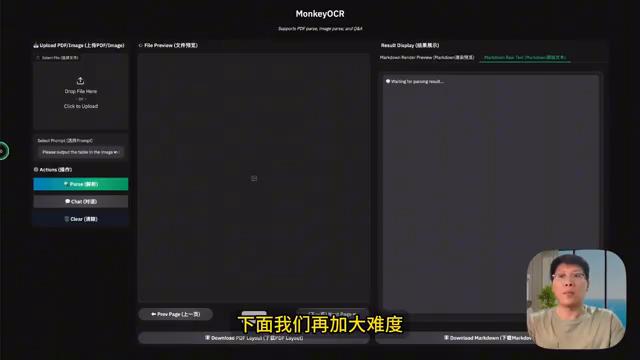 MonkeyOCR
Supports PDF parse, image parse, and Q&A
Upload PDF/Image (上传PDF/Image)
Select File (选择文件)
Drop File Here
- or -
Click to Upload
Select Prompt (选择Prompt)
Please output the table in the image
Actions (操作)
Parse (解析)
Chat (对话)
Clear (清除)
File Preview (文件预览)
Prev Page (上一页)
Download PDF Layout (下载PDF Layout)
Result Display (结果展示)
Markdown Render Preview (Markdown渲染预览)
Markdown Raw Text (Markdown原始文本)
Waiting for parsing result...
Download Markdown (下载Markdown
下面我们再加大难度